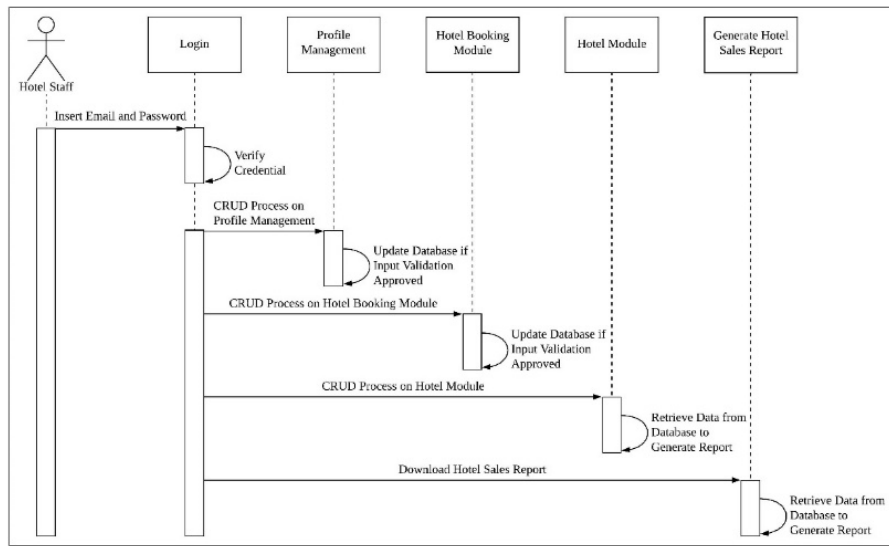 Login
Profile
Management
Hotel Booking
Module
Hotel Module
Generate Hotel
Sales Report
Hotel Staff
Insert Email and Password
Verify
Credential
CRUD Process on
Profile Management
Update Database if
Input Validation
Approved
CRUD Process on Hotel Booking Module
Update Database if
Input Validation
Approved
CRUD Process on Hotel Module
Retrieve Data from
Database to
Generate Report
Download Hotel Sales Report
Retrieve Data from
Database to
Generate Report